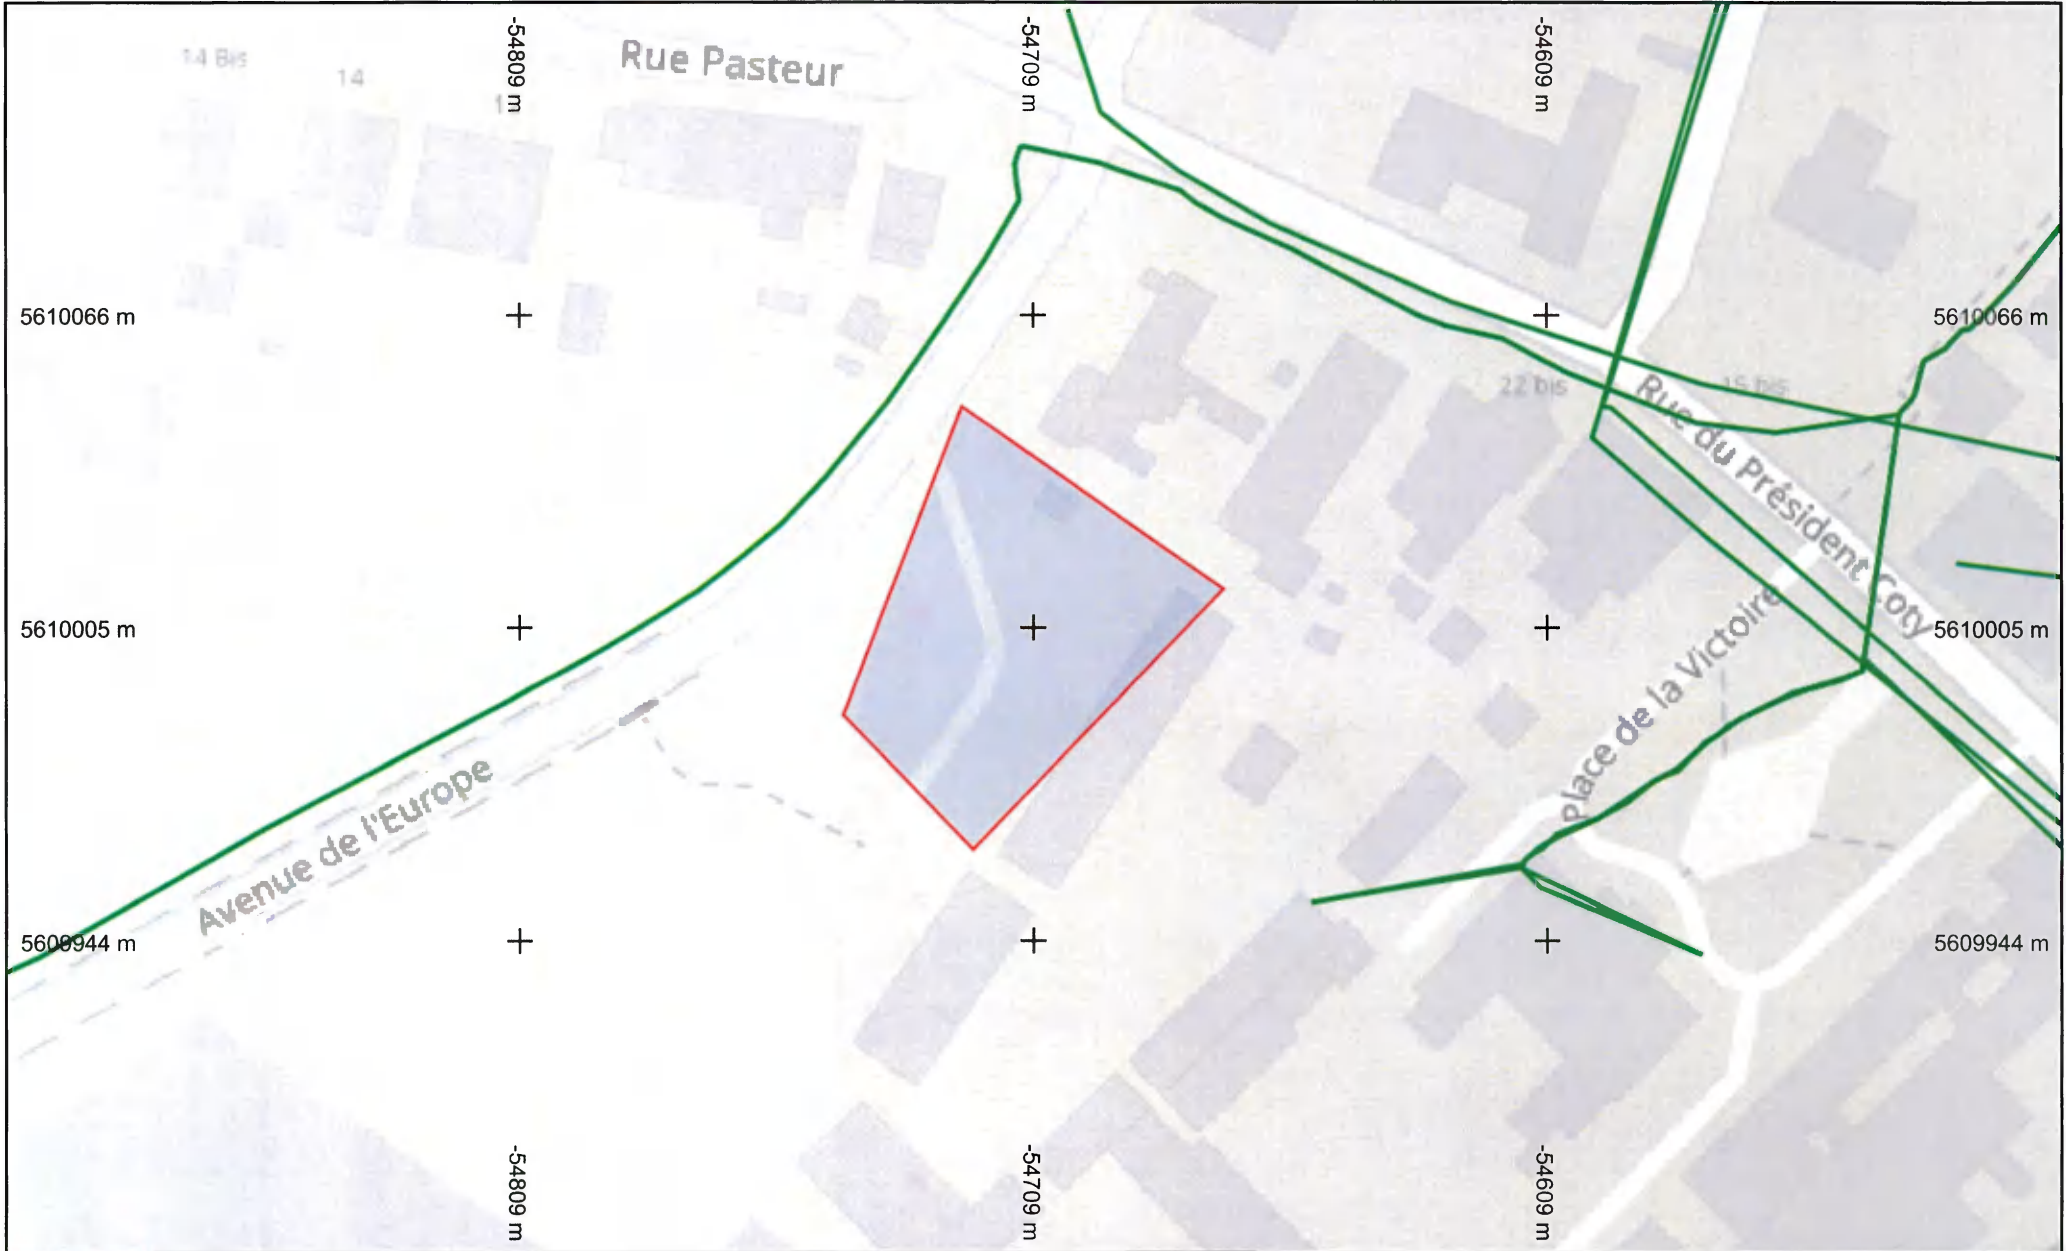 -54809 m
-54709 m
-54609 m
14 Bis
14
Rue Pasteur
5610066 m
5610066 m
22 bis
15 bis
Rue du Président Coty
5610005 m
5610005 m
Place de la Victoire
Avenue de l'Europe
5609944 m
5609944 m
-54809 m
-54709 m
-54609 m